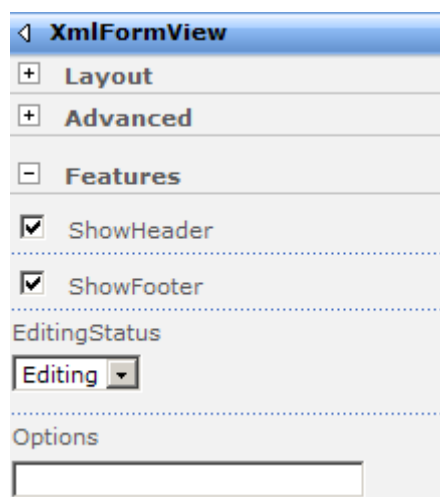 XmlFormView
Layout
Advanced
Features
ShowHeader
ShowFooter
EditingStatus
Editing
Options